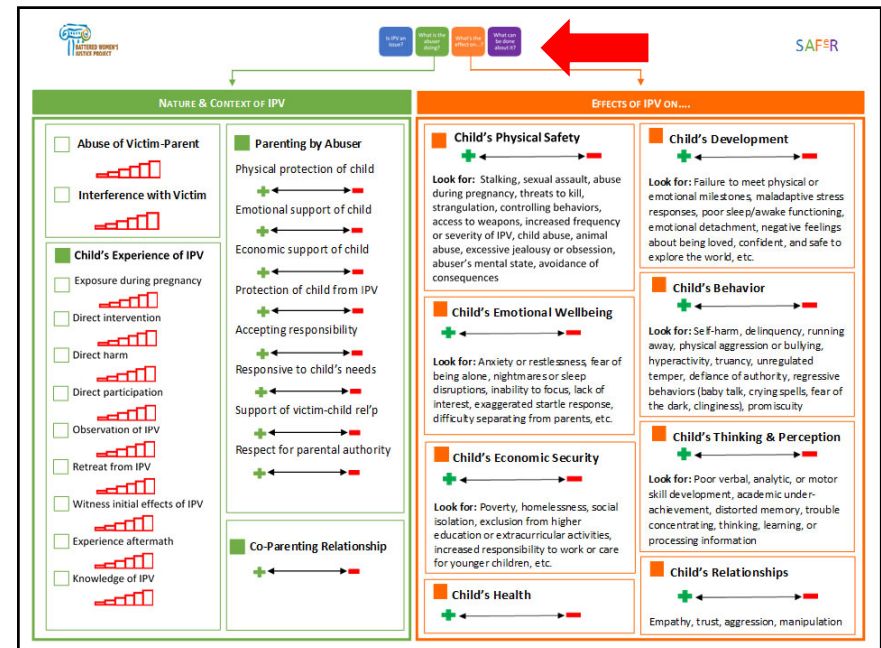 BATTERED WOMEN'S
JUSTICE PROJECT
Is IPV an
issue?
What is the
abuser
doing?
What's the
effect on...?
What can
be done
about it?
SAFeR
NATURE & CONTEXT OF IPV
Abuse of Victim-Parent
Interference with Victim
Child's Experience of IPV
Exposure during pregnancy
Direct intervention
Direct harm
Direct participation
Observation of IPV
Retreat from IPV
Witness initial effects of IPV
Experience aftermath
Knowledge of IPV
Parenting by Abuser
Physical protection of child
Emotional support of child
Economic support of child
Protection of child from IPV
Accepting responsibility
Responsive to child's needs
Support of victim-child rel'p
Respect for parental authority
Co-Parenting Relationship
EFFECTS OF IPV ON....
Child's Physical Safety
Look for: Stalking, sexual assault, abuse
during pregnancy, threats to kill,
strangulation, controlling behaviors,
access to weapons, increased frequency
or severity of IPV, child abuse, animal
abuse, excessive jealousy or obsession,
abuser's mental state, avoidance of
consequences
Child's Emotional Wellbeing
Look for: Anxiety or restlessness, fear of
being alone, nightmares or sleep
disruptions, inability to focus, lack of
interest, exaggerated startle response,
difficulty separating from parents, etc.
Child's Economic Security
Look for: Poverty, homelessness, social
isolation, exclusion from higher
education or extracurricular activities,
increased responsibility to work or care
for younger children, etc.
Child's Health
Child's Development
Look for: Failure to meet physical or
emotional milestones, maladaptive stress
responses, poor sleep/awake functioning,
emotional detachment, negative feelings
about being loved, confident, and safe to
explore the world, etc.
Child's Behavior
Look for: Self-harm, delinquency, running
away, physical aggression or bullying,
hyperactivity, truancy, unregulated
temper, defiance of authority, regressive
behaviors (baby talk, crying spells, fear of
the dark, clinginess), promiscuity
Child's Thinking & Perception
Look for: Poor verbal, analytic, or motor
skill development, academic under-
achievement, distorted memory, trouble
concentrating, thinking, learning, or
processing information
Child's Relationships
Empathy, trust, aggression, manipulation